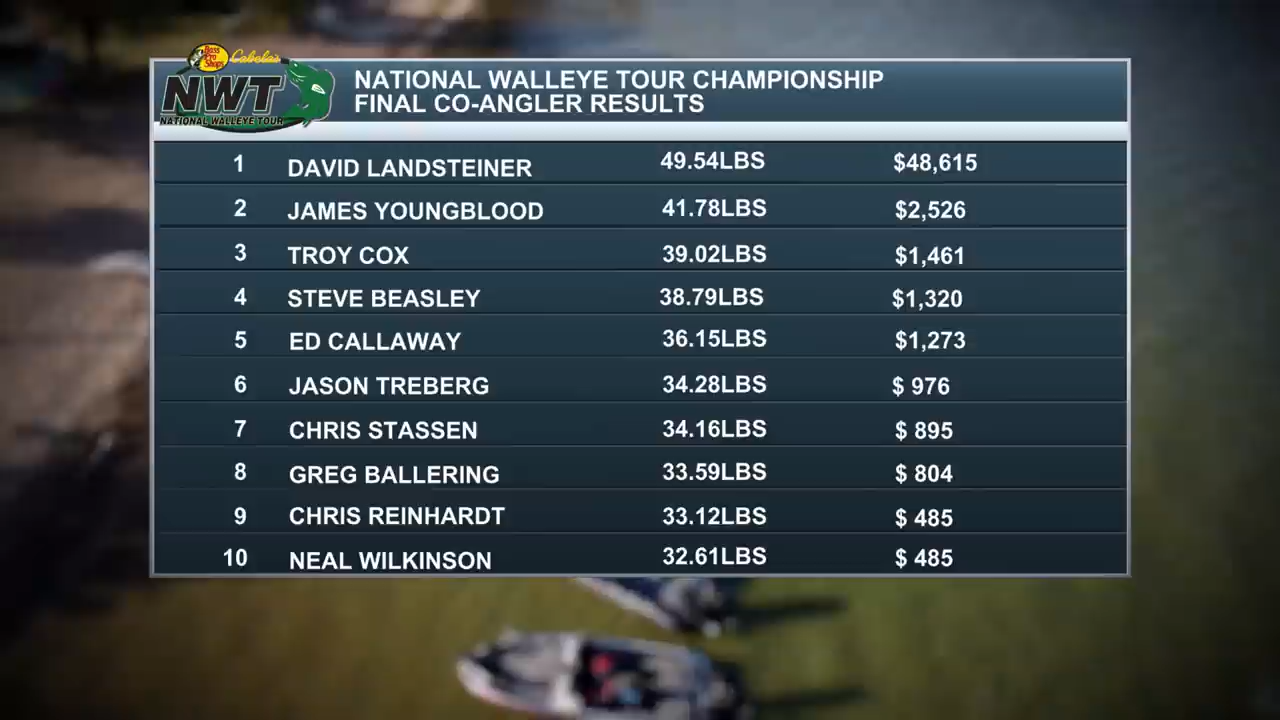 Bass Pro Shops Cabela's
NWT
NATIONAL WALLEYE TOUR
NATIONAL WALLEYE TOUR CHAMPIONSHIP
FINAL CO-ANGLER RESULTS
1 DAVID LANDSTEINER 49.54LBS $48,615
2 JAMES YOUNGBLOOD 41.78LBS $2,526
3 TROY COX 39.02LBS $1,461
4 STEVE BEASLEY 38.79LBS $1,320
5 ED CALLAWAY 36.15LBS $1,273
6 JASON TREBERG 34.28LBS $ 976
7 CHRIS STASSEN 34.16LBS $ 895
8 GREG BALLERING 33.59LBS $ 804
9 CHRIS REINHARDT 33.12LBS $ 485
10 NEAL WILKINSON 32.61LBS $ 485